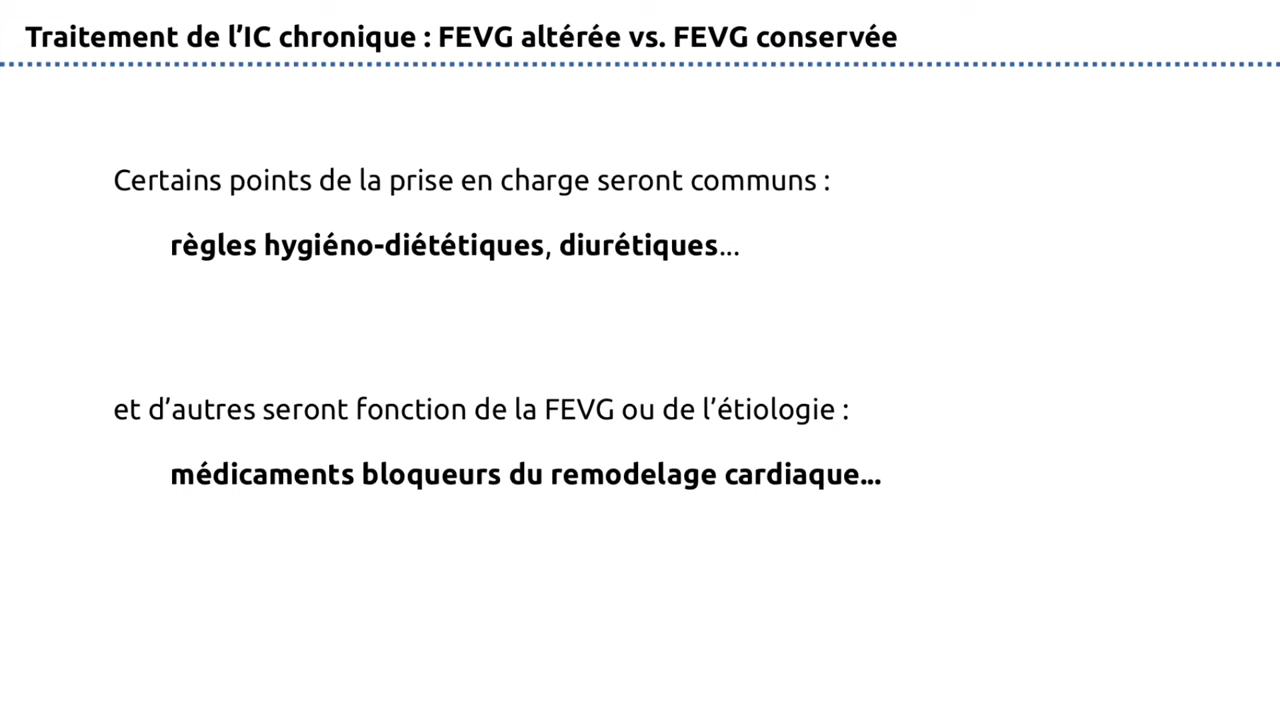 Traitement de l’IC chronique : FEVG altérée vs. FEVG conservée
Certains points de la prise en charge seront communs :
règles hygiéno-diététiques, diurétiques...
et d’autres seront fonction de la FEVG ou de l’étiologie :
médicaments bloqueurs du remodelage cardiaque...